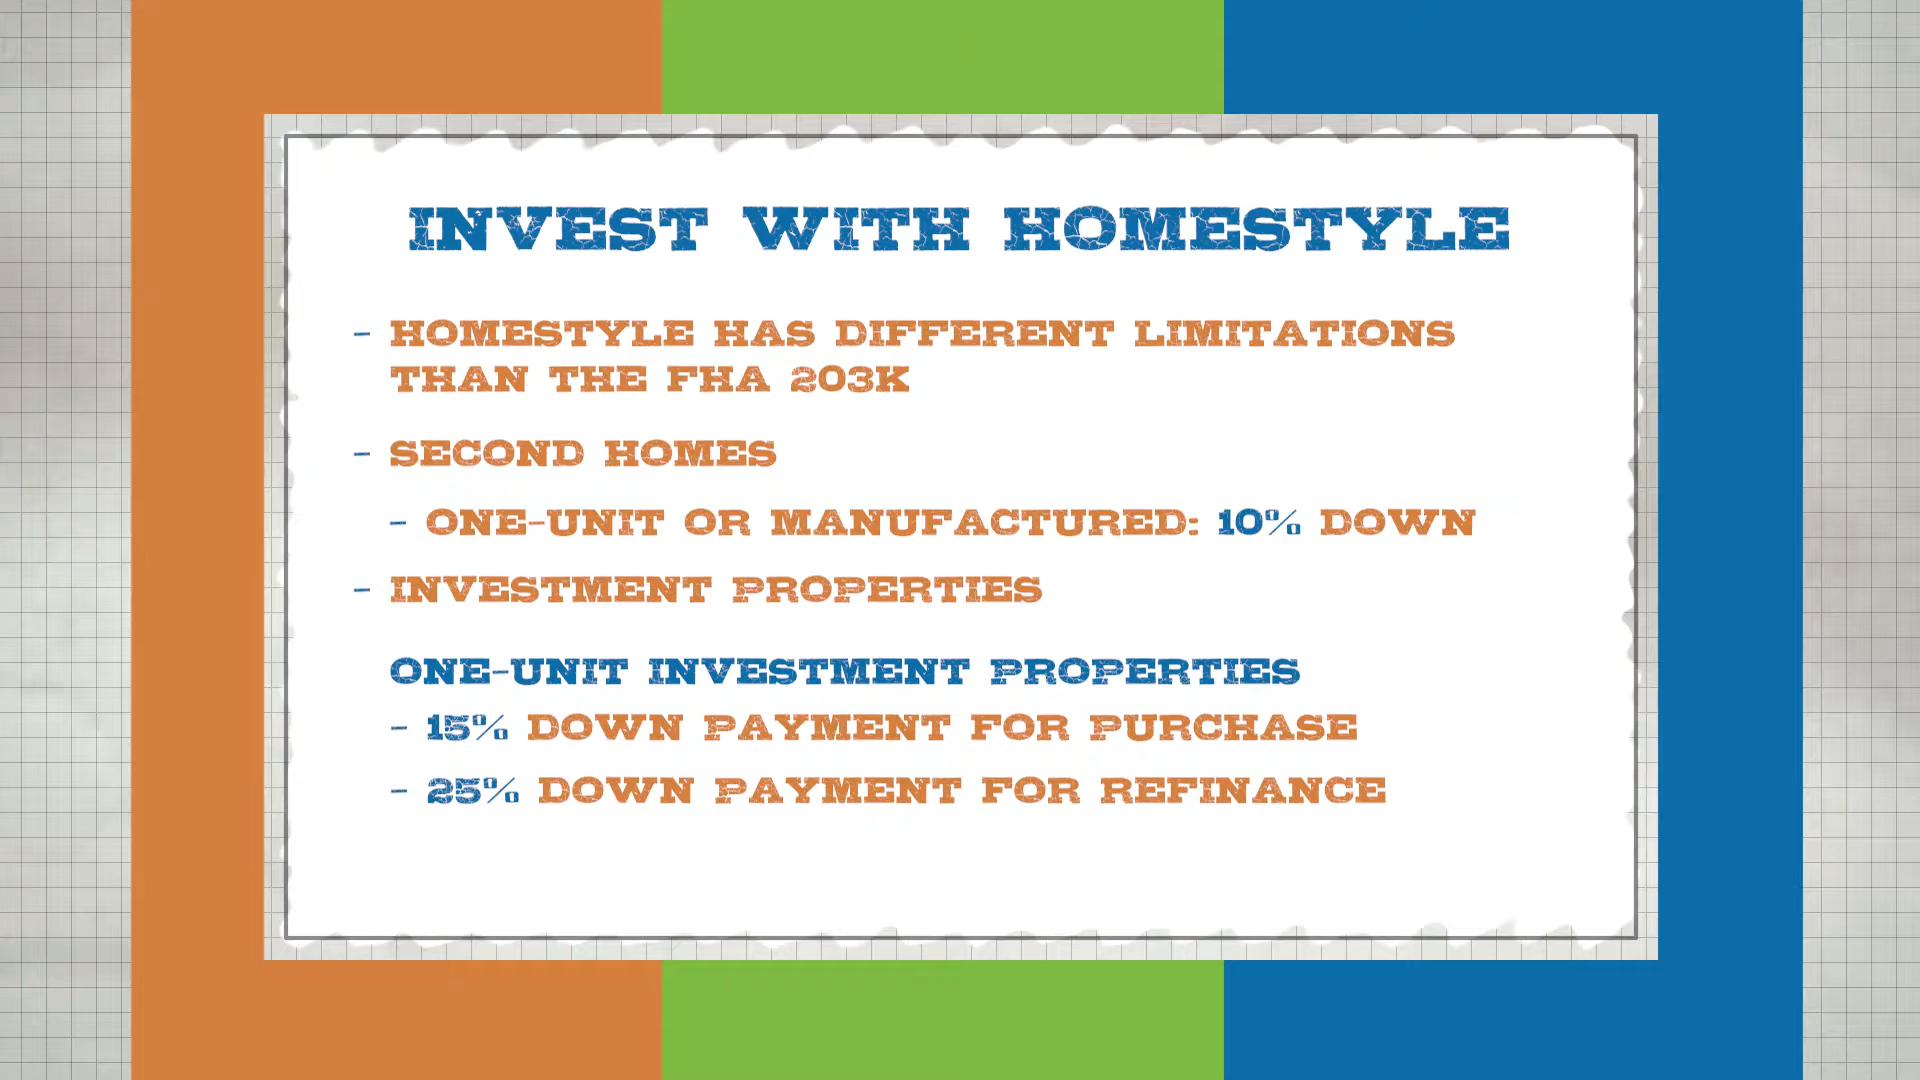 INVEST WITH HOMESTYLE
- HOMESTYLE HAS DIFFERENT LIMITATIONS
THAN THE FHA 203K
- SECOND HOMES
- ONE-UNIT OR MANUFACTURED: 10% DOWN
- INVESTMENT PROPERTIES
ONE-UNIT INVESTMENT PROPERTIES
- 15% DOWN PAYMENT FOR PURCHASE
- 25% DOWN PAYMENT FOR REFINANCE